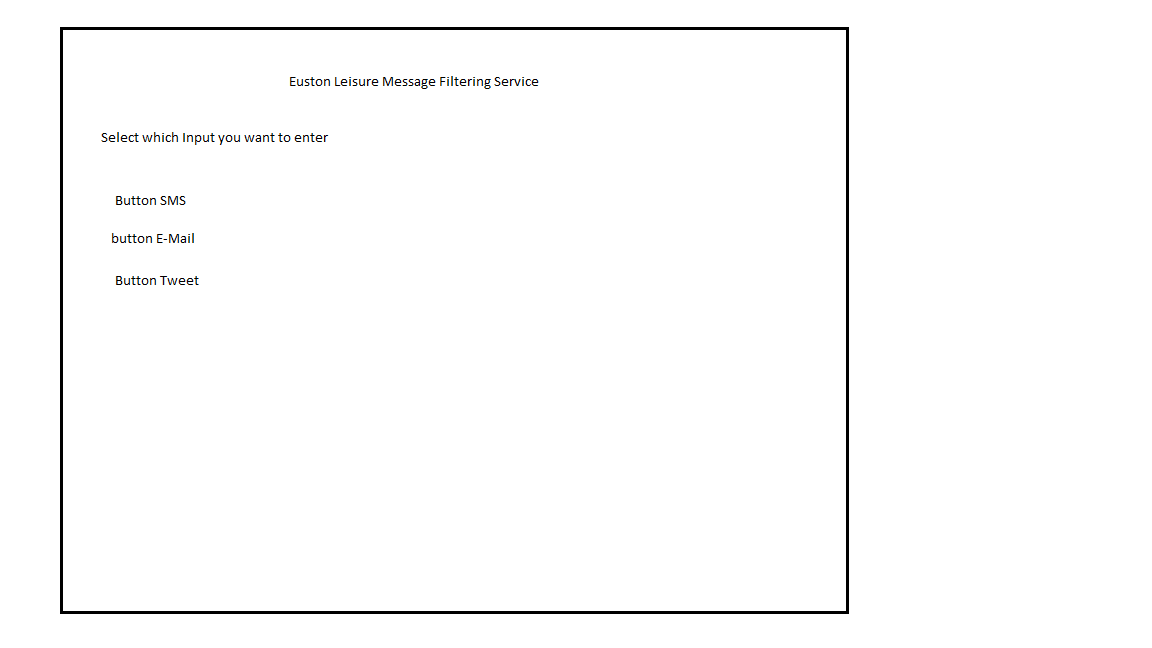 Euston Leisure Message Filtering Service
Select which Input you want to enter
Button SMS
button E-Mail
Button Tweet